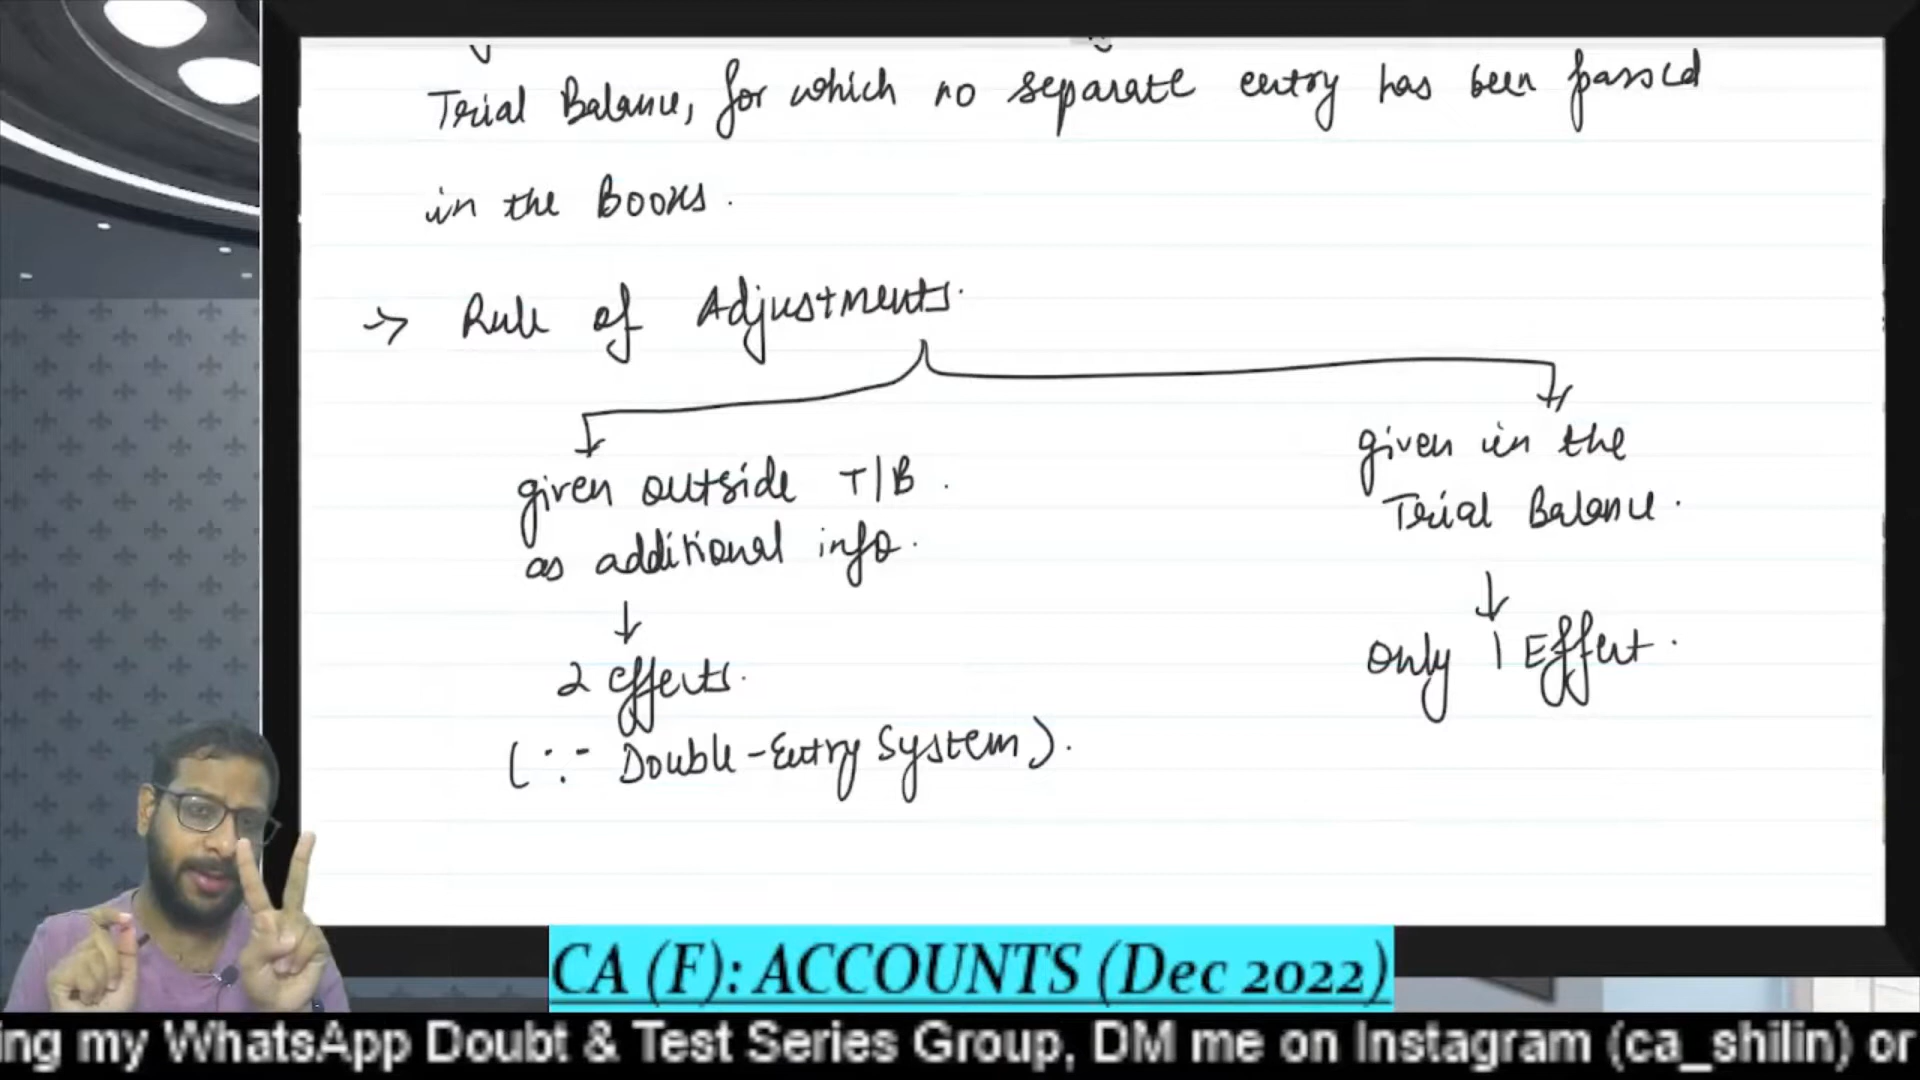 Trial Balance, for which no separate entry has been passed
in the Books.
→ Rule of Adjustments.
given outside T/B.
as additional info.
↓
2 effects.
(∵ Double-Entry System).
given in the
Trial Balance.
↓
Only 1 Effect.
CA (F): ACCOUNTS (Dec 2022)
ing my WhatsApp Doubt & Test Series Group, DM me on Instagram (ca_shilin) or